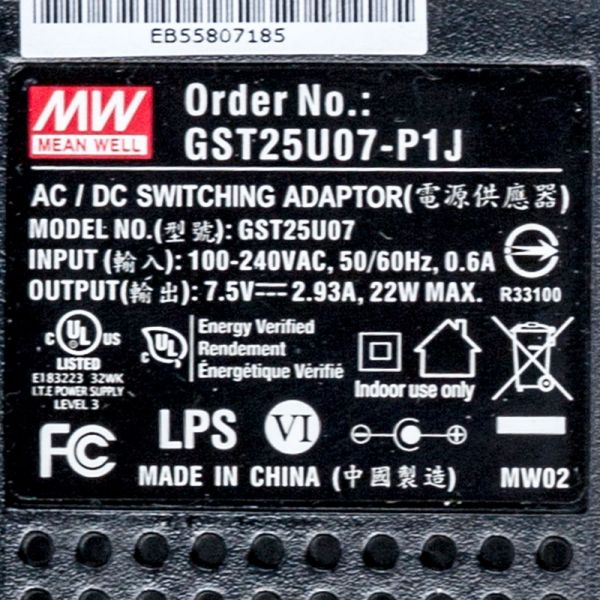 EB55807185
MW
MEAN WELL
Order No.:
GST25U07-P1J
AC / DC SWITCHING ADAPTOR(電源供應器)
MODEL NO.(型號): GST25U07
INPUT (輸入): 100-240VAC, 50/60Hz, 0.6A
OUTPUT(輸出): 7.5V⎓2.93A, 22W MAX.
R33100
c UL US
LISTED
E183223 32WK
I.T.E POWER SUPPLY
LEVEL 3
c UL
Energy Verified
Rendement
Énergétique Vérifié
Indoor use only
FC
LPS
VI
MADE IN CHINA (中國製造)
MW02